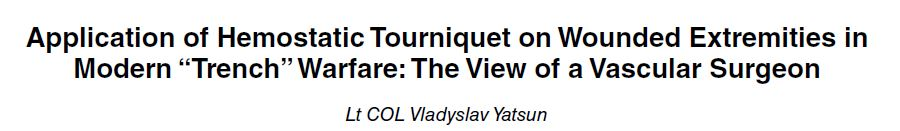 Application of Hemostatic Tourniquet on Wounded Extremities in
Modern “Trench” Warfare: The View of a Vascular Surgeon
Lt COL Vladyslav Yatsun